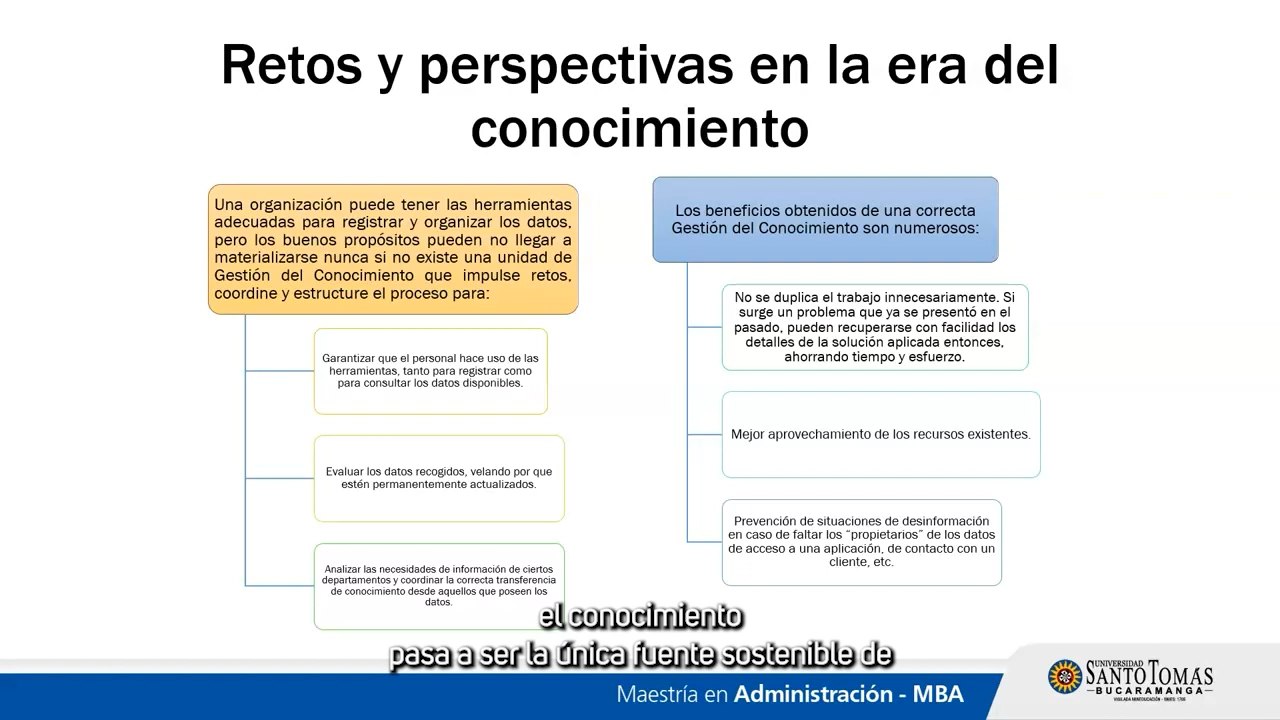 Retos y perspectivas en la era del
conocimiento
Una organización puede tener las herramientas
adecuadas para registrar y organizar los datos,
pero los buenos propósitos pueden no llegar a
materializarse nunca si no existe una unidad de
Gestión del Conocimiento que impulse retos,
coordine y estructure el proceso para:
Garantizar que el personal hace uso de las
herramientas, tanto para registrar como
para consultar los datos disponibles.
Evaluar los datos recogidos, velando por que
estén permanentemente actualizados.
Analizar las necesidades de información de ciertos
departamentos y coordinar la correcta transferencia
de conocimiento desde aquellos que poseen los
datos.
Los beneficios obtenidos de una correcta
Gestión del Conocimiento son numerosos:
No se duplica el trabajo innecesariamente. Si
surge un problema que ya se presentó en el
pasado, pueden recuperarse con facilidad los
detalles de la solución aplicada entonces,
ahorrando tiempo y esfuerzo.
Mejor aprovechamiento de los recursos existentes.
Prevención de situaciones de desinformación
en caso de faltar los “propietarios” de los datos
de acceso a una aplicación, de contacto con un
cliente, etc.
el conocimiento
pasa a ser la única fuente sostenible de
Maestría en Administración - MBA
UNIVERSIDAD
SANTO TOMAS
BUCARAMANGA